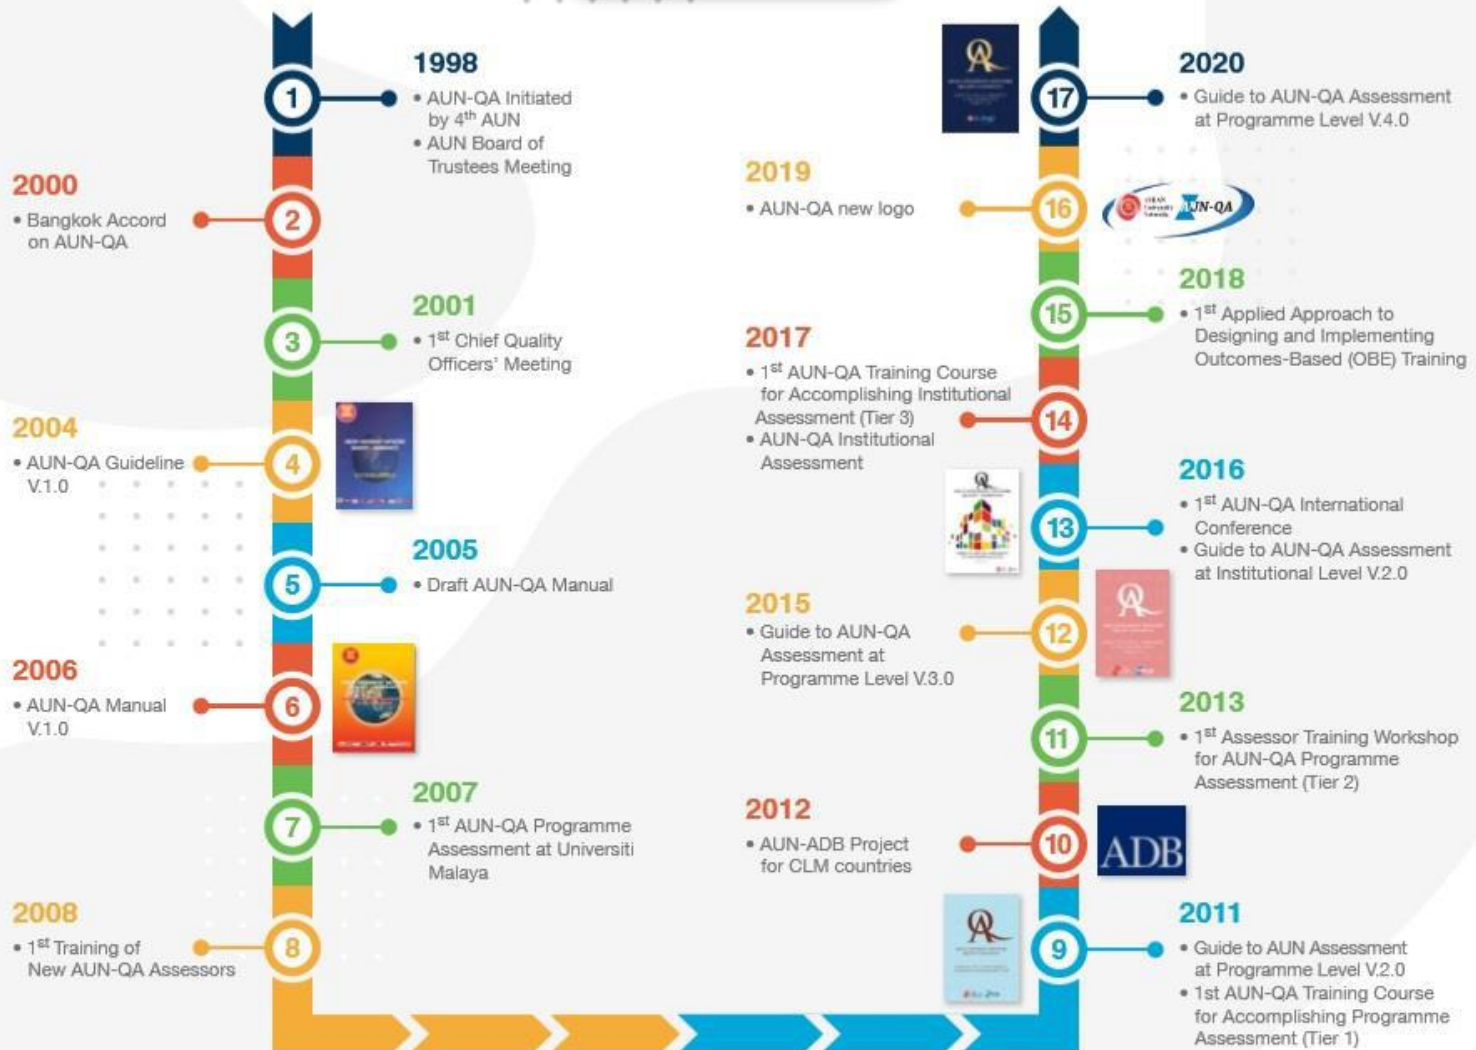 1
1998
• AUN-QA Initiated
by 4th AUN
• AUN Board of
Trustees Meeting
2000
• Bangkok Accord
on AUN-QA
2
3
2001
• 1st Chief Quality
Officers' Meeting
2004
• AUN-QA Guideline
V.1.0
4
5
2005
• Draft AUN-QA Manual
2006
• AUN-QA Manual
V.1.0
6
7
2007
• 1st AUN-QA Programme
Assessment at Universiti
Malaya
2008
• 1st Training of
New AUN-QA Assessors
8
QA
9
2011
• Guide to AUN Assessment
at Programme Level V.2.0
• 1st AUN-QA Training Course
for Accomplishing Programme
Assessment (Tier 1)
2012
• AUN-ADB Project
for CLM countries
10
ADB
11
2013
• 1st Assessor Training Workshop
for AUN-QA Programme
Assessment (Tier 2)
2015
• Guide to AUN-QA
Assessment at
Programme Level V.3.0
12
QA
QA
13
2016
• 1st AUN-QA International
Conference
• Guide to AUN-QA Assessment
at Institutional Level V.2.0
2017
• 1st AUN-QA Training Course
for Accomplishing Institutional
Assessment (Tier 3)
• AUN-QA Institutional
Assessment
14
15
2018
• 1st Applied Approach to
Designing and Implementing
Outcomes-Based (OBE) Training
2019
• AUN-QA new logo
16
AUN-QA
QA
17
2020
• Guide to AUN-QA Assessment
at Programme Level V.4.0